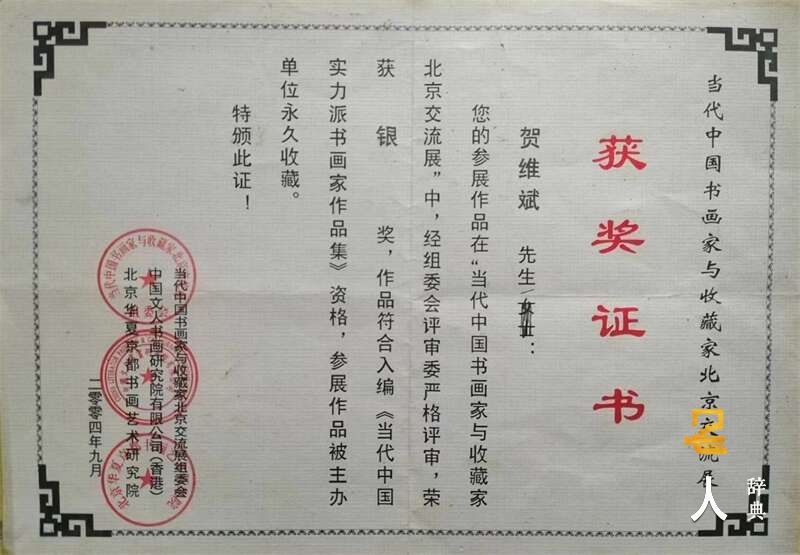 当代中国书画家与收藏家北京交流展
获奖证书
贺维斌 先生/女士：
您的参展作品在“当代中国书画家与收藏家
北京交流展”中，经组委会评审委严格评审，荣
获 银 奖，作品符合入编《当代中国
实力派书画家作品集》资格，参展作品被主办
单位永久收藏。
特颁此证！
当代中国书画家与收藏家北京交流展组委会
中国文人书画研究院有限公司（香港）
北京华夏京都书画艺术研究院
二零零四年九月
名人
辞典